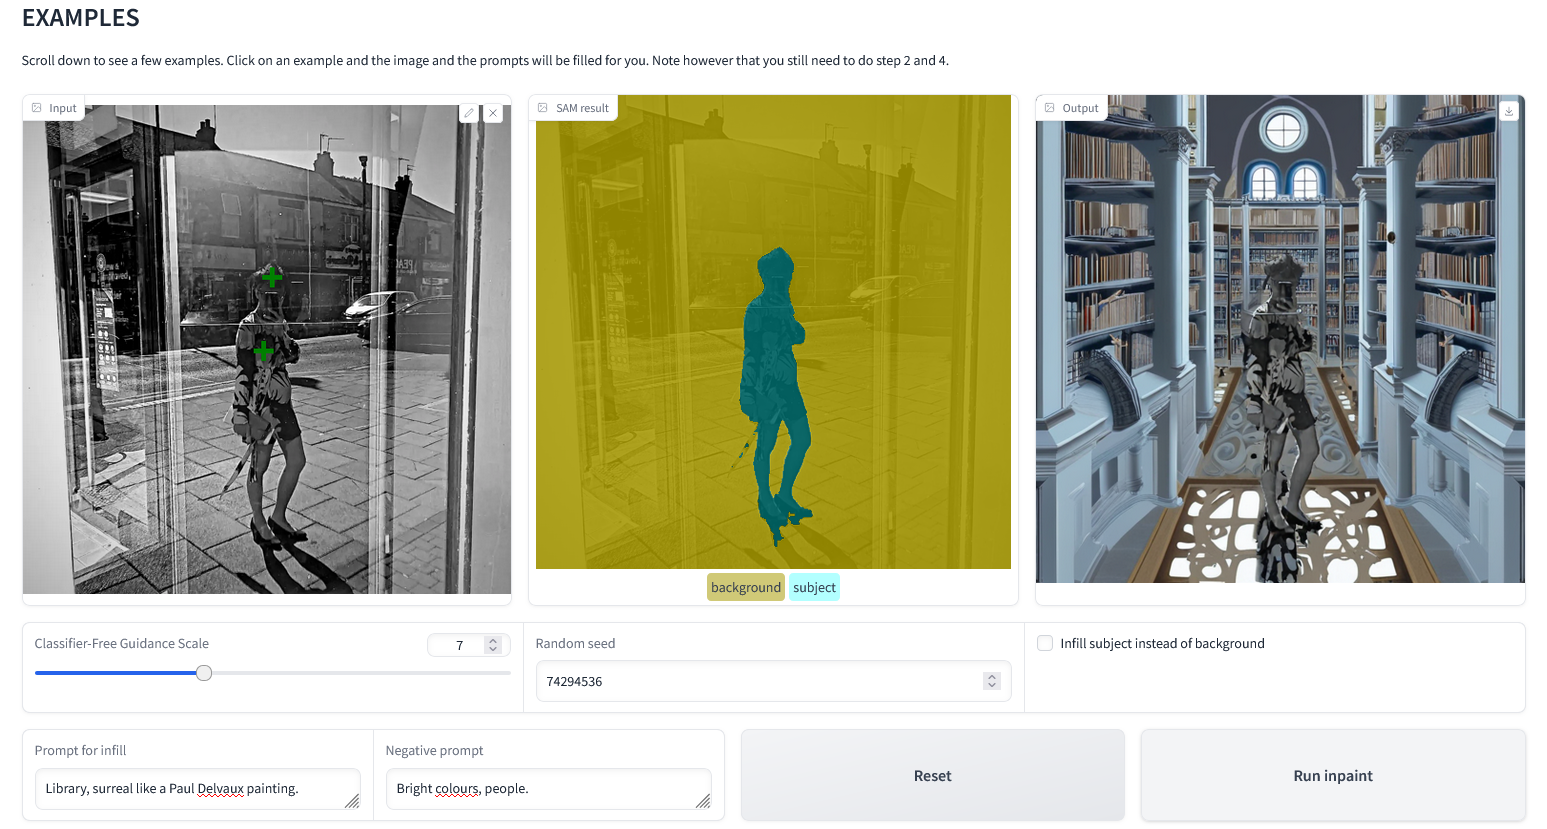 EXAMPLES
Scroll down to see a few examples. Click on an example and the image and the prompts will be filled for you. Note however that you still need to do step 2 and 4.
Input
SAM result
Output
background subject
Classifier-Free Guidance Scale
7
Random seed
74294536
Infill subject instead of background
Prompt for infill
Library, surreal like a Paul Delvaux painting.
Negative prompt
Bright colours, people.
Reset
Run inpaint